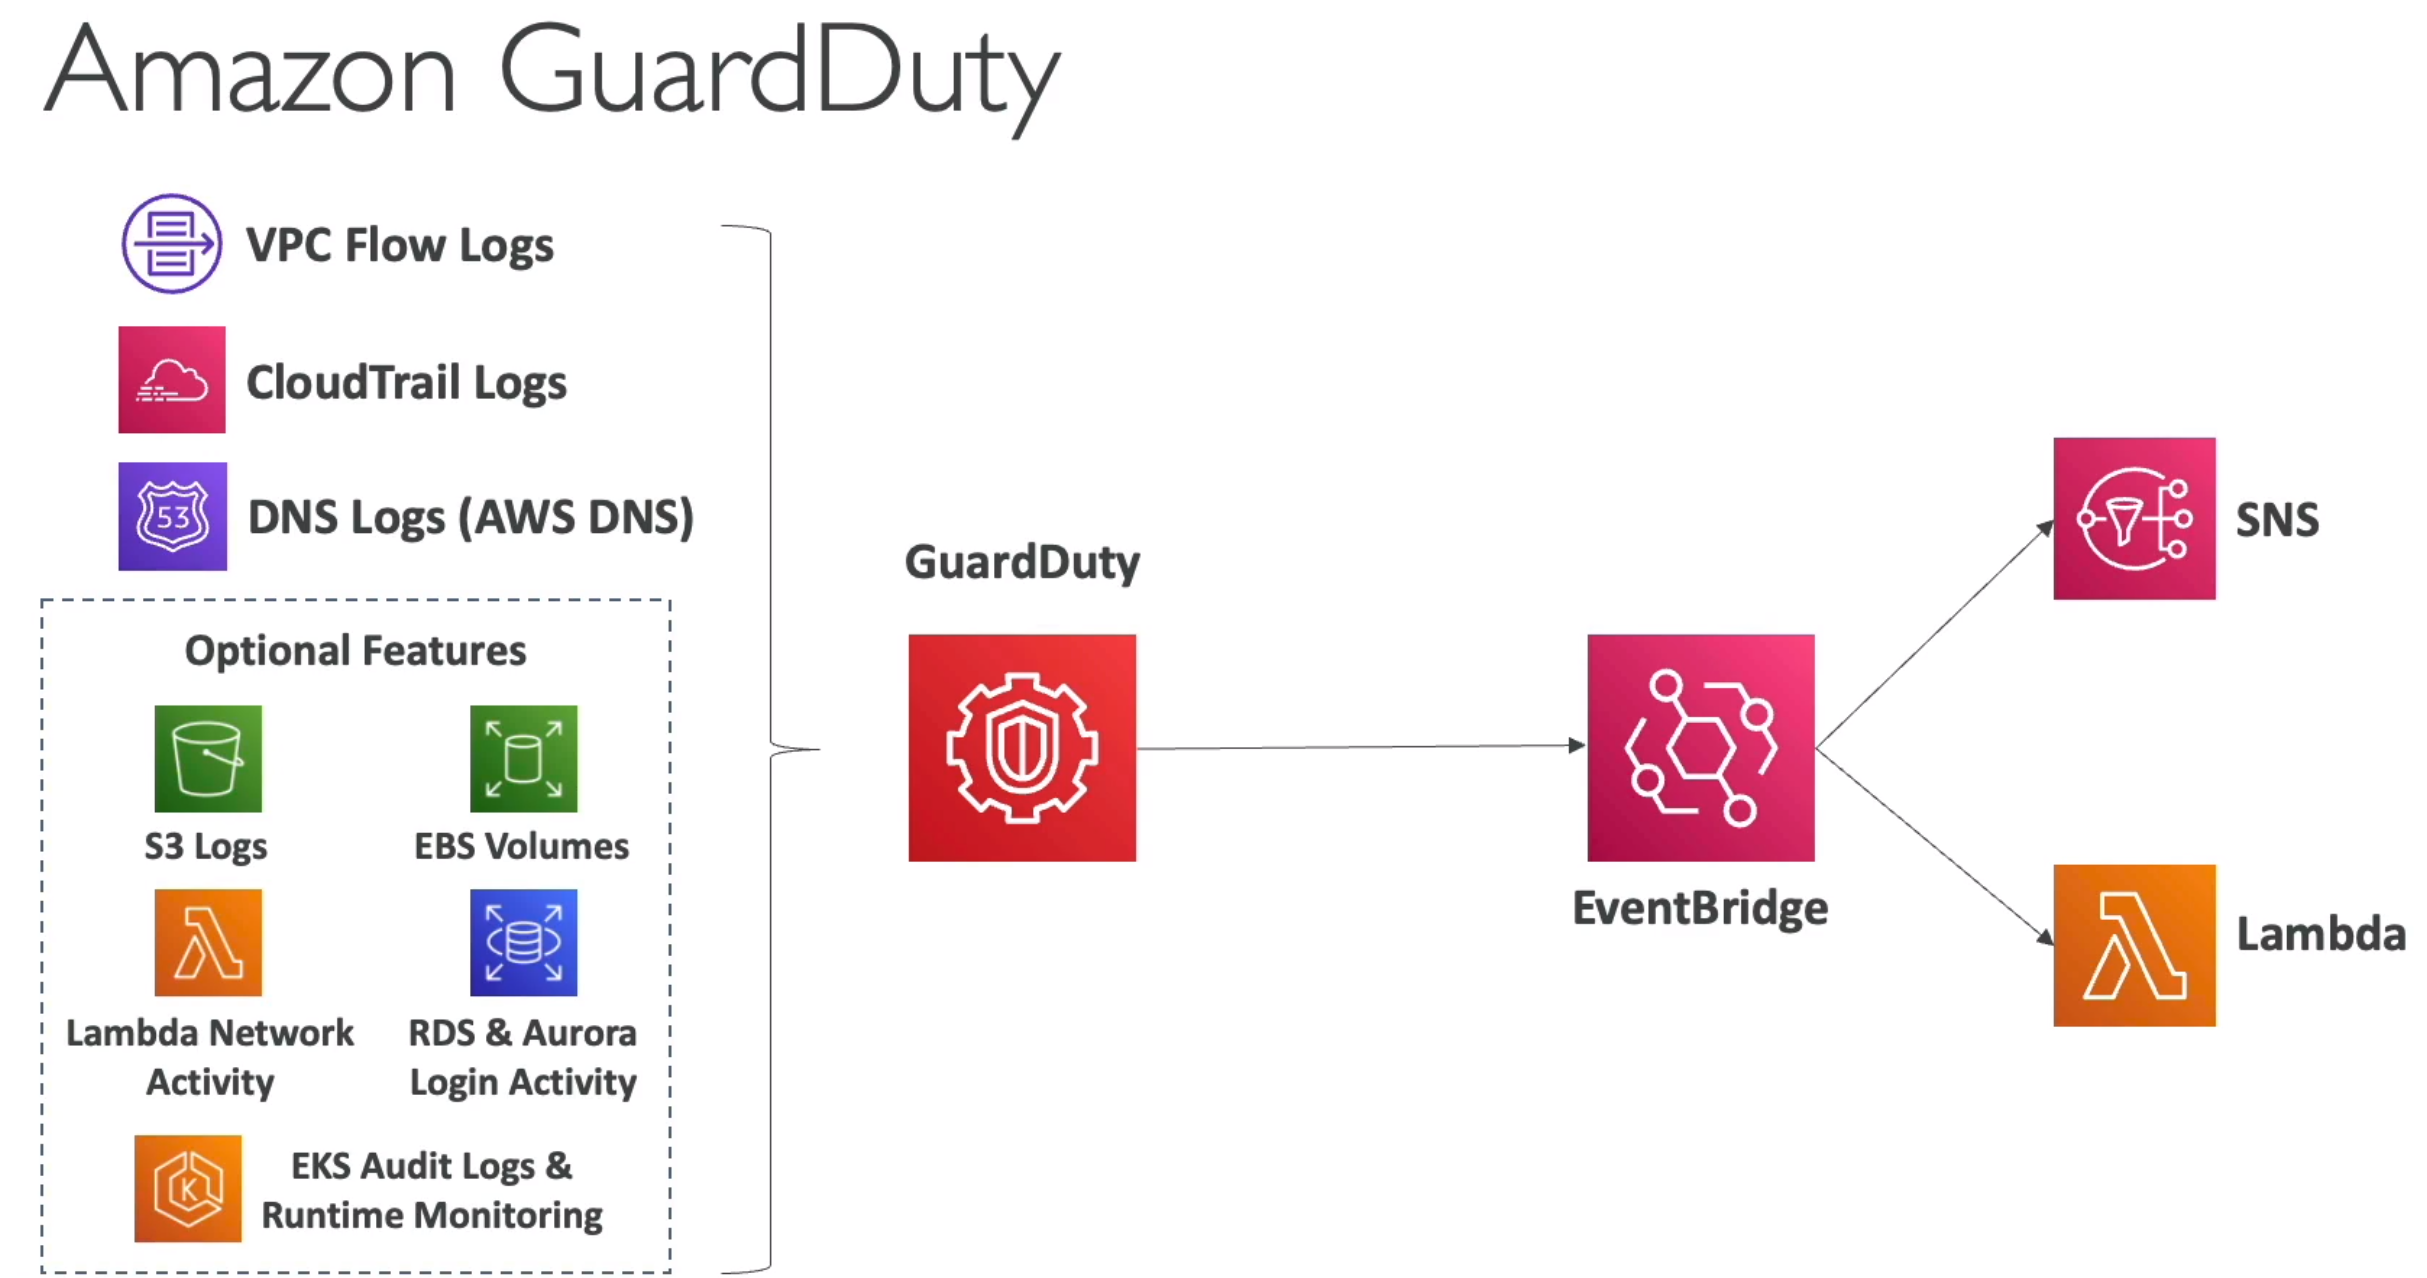 Amazon GuardDuty
VPC Flow Logs
CloudTrail Logs
53
DNS Logs (AWS DNS)
Optional Features
S3 Logs
EBS Volumes
Lambda Network
Activity
RDS & Aurora
Login Activity
K
EKS Audit Logs &
Runtime Monitoring
GuardDuty
EventBridge
SNS
Lambda